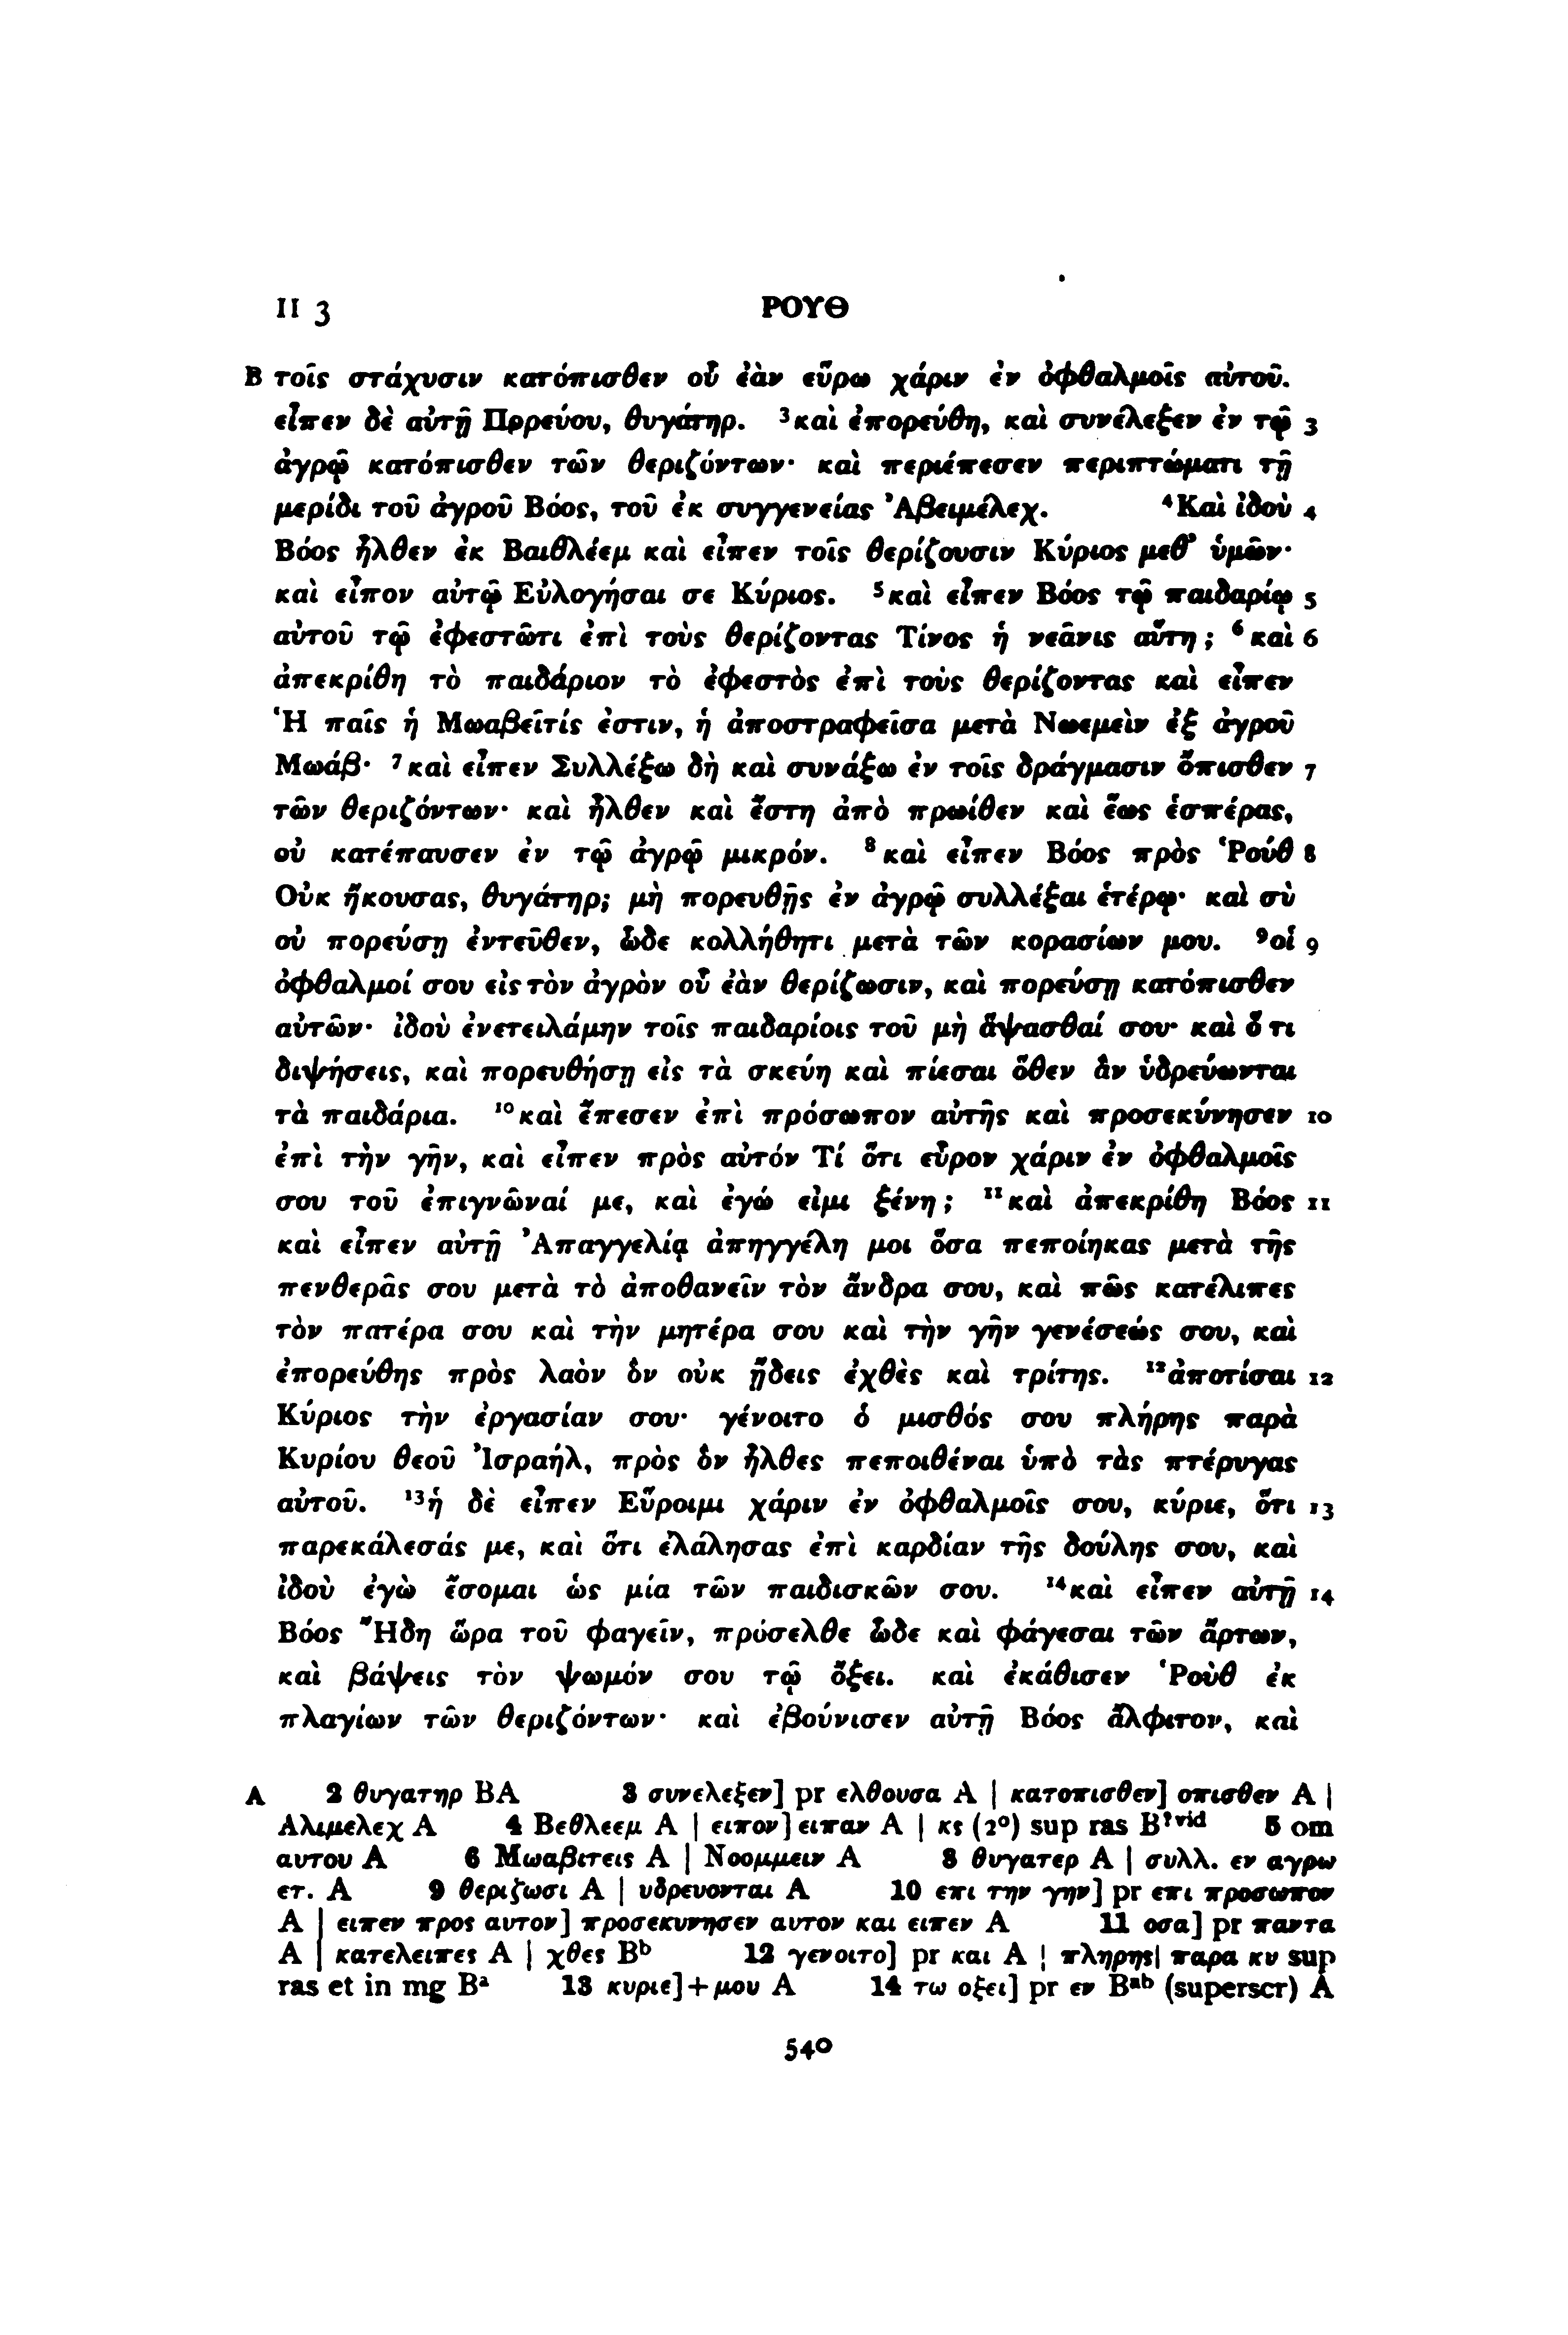 II 3 ΡΟΥΘ
B τοῖς στάχυσιν κατόπισθεν οὗ ἐὰν εὕρω χάριν ἐν ὀφθαλμοῖς αὐτοῦ.
εἶπεν δὲ αὐτῇ Πορεύου, θυγάτηρ. ³καὶ ἐπορεύθη, καὶ συνέλεξεν ἐν τῷ 3
ἀγρῷ κατόπισθεν τῶν θεριζόντων· καὶ περιέπεσεν περιπτώματι τῇ
μερίδι τοῦ ἀγροῦ Βόος, τοῦ ἐκ συγγενείας Ἀβειμέλεχ. ⁴Καὶ ἰδοὺ 4
Βόος ἦλθεν ἐκ Βαιθλέεμ καὶ εἶπεν τοῖς θερίζουσιν Κύριος μεθ᾽ ὑμῶν·
καὶ εἶπον αὐτῷ Εὐλογήσαι σε Κύριος. ⁵καὶ εἶπεν Βόος τῷ παιδαρίῳ 5
αὐτοῦ τῷ ἐφεστῶτι ἐπὶ τοὺς θερίζοντας Τίνος ἡ νεᾶνις αὕτη; ⁶καὶ 6
ἀπεκρίθη τὸ παιδάριον τὸ ἐφεστὸς ἐπὶ τοὺς θερίζοντας καὶ εἶπεν
Ἡ παῖς ἡ Μωαβεῖτίς ἐστιν, ἡ ἀποστραφεῖσα μετὰ Νωεμεὶν ἐξ ἀγροῦ
Μωάβ· ⁷καὶ εἶπεν Συλλέξω δὴ καὶ συνάξω ἐν τοῖς δράγμασιν ὄπισθεν 7
τῶν θεριζόντων· καὶ ἦλθεν καὶ ἔστη ἀπὸ πρωίθεν καὶ ἕως ἑσπέρας,
οὐ κατέπαυσεν ἐν τῷ ἀγρῷ μικρόν. ⁸καὶ εἶπεν Βόος πρὸς Ῥούθ 8
Οὐκ ἤκουσας, θυγάτηρ; μὴ πορευθῇς ἐν ἀγρῷ συλλέξαι ἑτέρῳ· καὶ σὺ
οὐ πορεύσῃ ἐντεῦθεν, ὧδε κολλήθητι μετὰ τῶν κορασίων μου. ⁹οἱ 9
ὀφθαλμοί σου εἰς τὸν ἀγρὸν οὗ ἐὰν θερίζωσιν, καὶ πορεύσῃ κατόπισθεν
αὐτῶν· ἰδοὺ ἐνετειλάμην τοῖς παιδαρίοις τοῦ μὴ ἅψασθαί σου· καὶ ὅ τι
διψήσεις, καὶ πορευθήσῃ εἰς τὰ σκεύη καὶ πίεσαι ὅθεν ἂν ὑδρεύωνται
τὰ παιδάρια. ¹⁰καὶ ἔπεσεν ἐπὶ πρόσωπον αὐτῆς καὶ προσεκύνησεν 10
ἐπὶ τὴν γῆν, καὶ εἶπεν πρὸς αὐτόν Τί ὅτι εὗρον χάριν ἐν ὀφθαλμοῖς
σου τοῦ ἐπιγνῶναί με, καὶ ἐγώ εἰμι ξένη; ¹¹καὶ ἀπεκρίθη Βόος 11
καὶ εἶπεν αὐτῇ Ἀπαγγελίᾳ ἀπηγγέλη μοι ὅσα πεποίηκας μετὰ τῆς
πενθερᾶς σου μετὰ τὸ ἀποθανεῖν τὸν ἄνδρα σου, καὶ πῶς κατέλιπες
τὸν πατέρα σου καὶ τὴν μητέρα σου καὶ τὴν γῆν γενέσεώς σου, καὶ
ἐπορεύθης πρὸς λαὸν ὃν οὐκ ᾔδεις ἐχθὲς καὶ τρίτης. ¹²ἀποτίσαι 12
Κύριος τὴν ἐργασίαν σου· γένοιτο ὁ μισθός σου πλήρης παρὰ
Κυρίου θεοῦ Ἰσραήλ, πρὸς ὃν ἦλθες πεποιθέναι ὑπὸ τὰς πτέρυγας
αὐτοῦ. ¹³ἡ δὲ εἶπεν Εὕροιμι χάριν ἐν ὀφθαλμοῖς σου, κύριε, ὅτι 13
παρεκάλεσάς με, καὶ ὅτι ἐλάλησας ἐπὶ καρδίαν τῆς δούλης σου, καὶ
ἰδοὺ ἐγὼ ἔσομαι ὡς μία τῶν παιδισκῶν σου. ¹⁴καὶ εἶπεν αὐτῇ 14
Βόος Ἤδη ὥρα τοῦ φαγεῖν, πρόσελθε ὧδε καὶ φάγεσαι τῶν ἄρτων,
καὶ βάψεις τὸν ψωμόν σου τῷ ὄξει. καὶ ἐκάθισεν Ῥοὺθ ἐκ
πλαγίων τῶν θεριζόντων· καὶ ἐβούνισεν αὐτῇ Βόος ἄλφιτον, καὶ
A 2 θυγατηρ BA 3 συνελεξεν] pr ελθουσα A | κατοπισθεν] οπισθεν A |
Αλιμελεχ A 4 Βεθλεεμ A | ειπον] ειπαν A | κς (2º) sup ras B?vid 5 om
αυτου A 6 Μωαβιτεις A | Νοομμειν A 8 θυγατερ A | συλλ. εν αγρω
ετ. A 9 θεριζωσι A | υδρευονται A 10 επι την γην] pr επι προσωπον
A | ειπεν προς αυτον] προσεκυνησεν αυτον και ειπεν A 11 οσα] pr παντα
A | κατελειπες A | χθες Bᵇ 12 γενοιτο] pr και A | πληρης| παρα κυ sup
ras et in mg Bᵃ 13 κυριε]+μου A 14 τω οξει] pr εν Bᵃᵇ (superscr) A
540